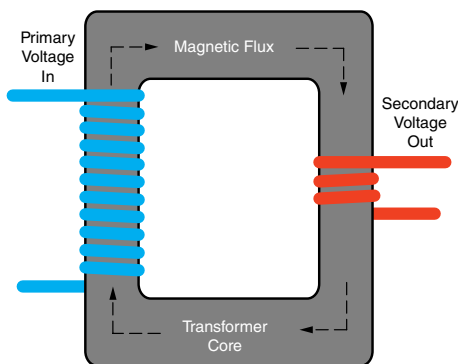 Primary
Voltage
In
Magnetic Flux
Secondary
Voltage
Out
Transformer
Core